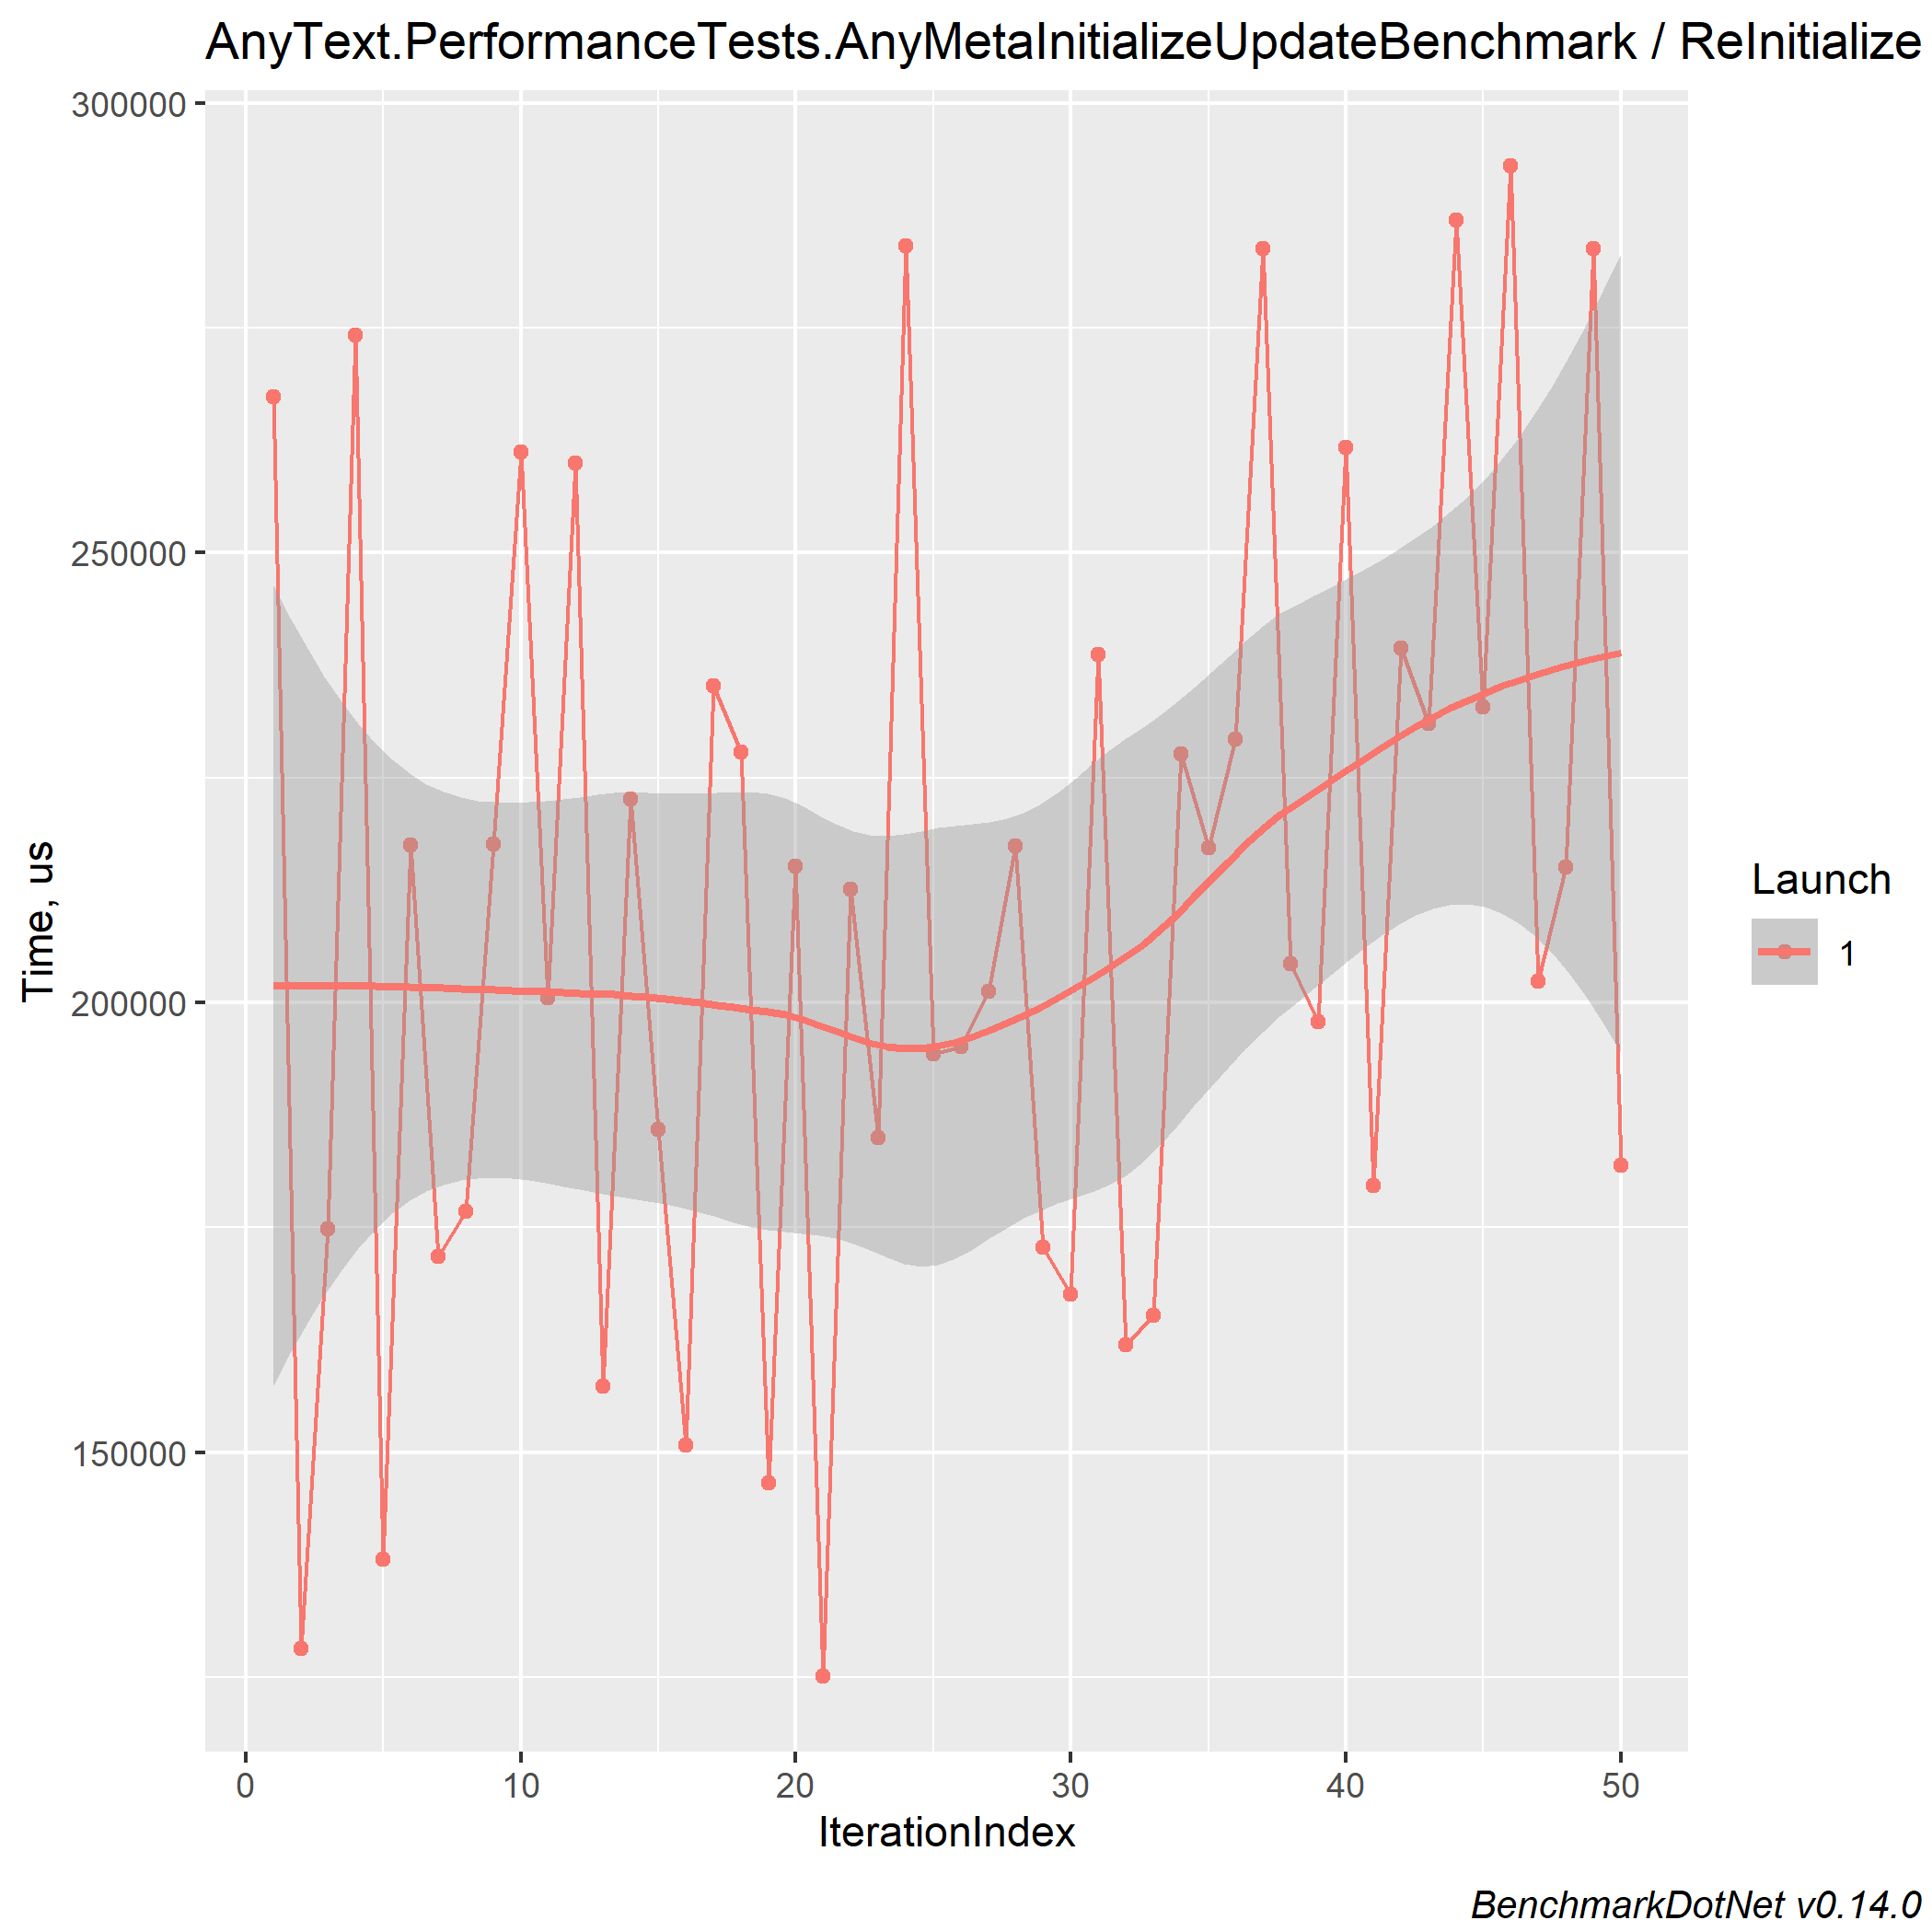 AnyText.PerformanceTests.AnyMetaInitializeUpdateBenchmark / ReInitialize
300000
250000
200000
150000
Time, us
0 10 20 30 40 50
IterationIndex
Launch
1
BenchmarkDotNet v0.14.0